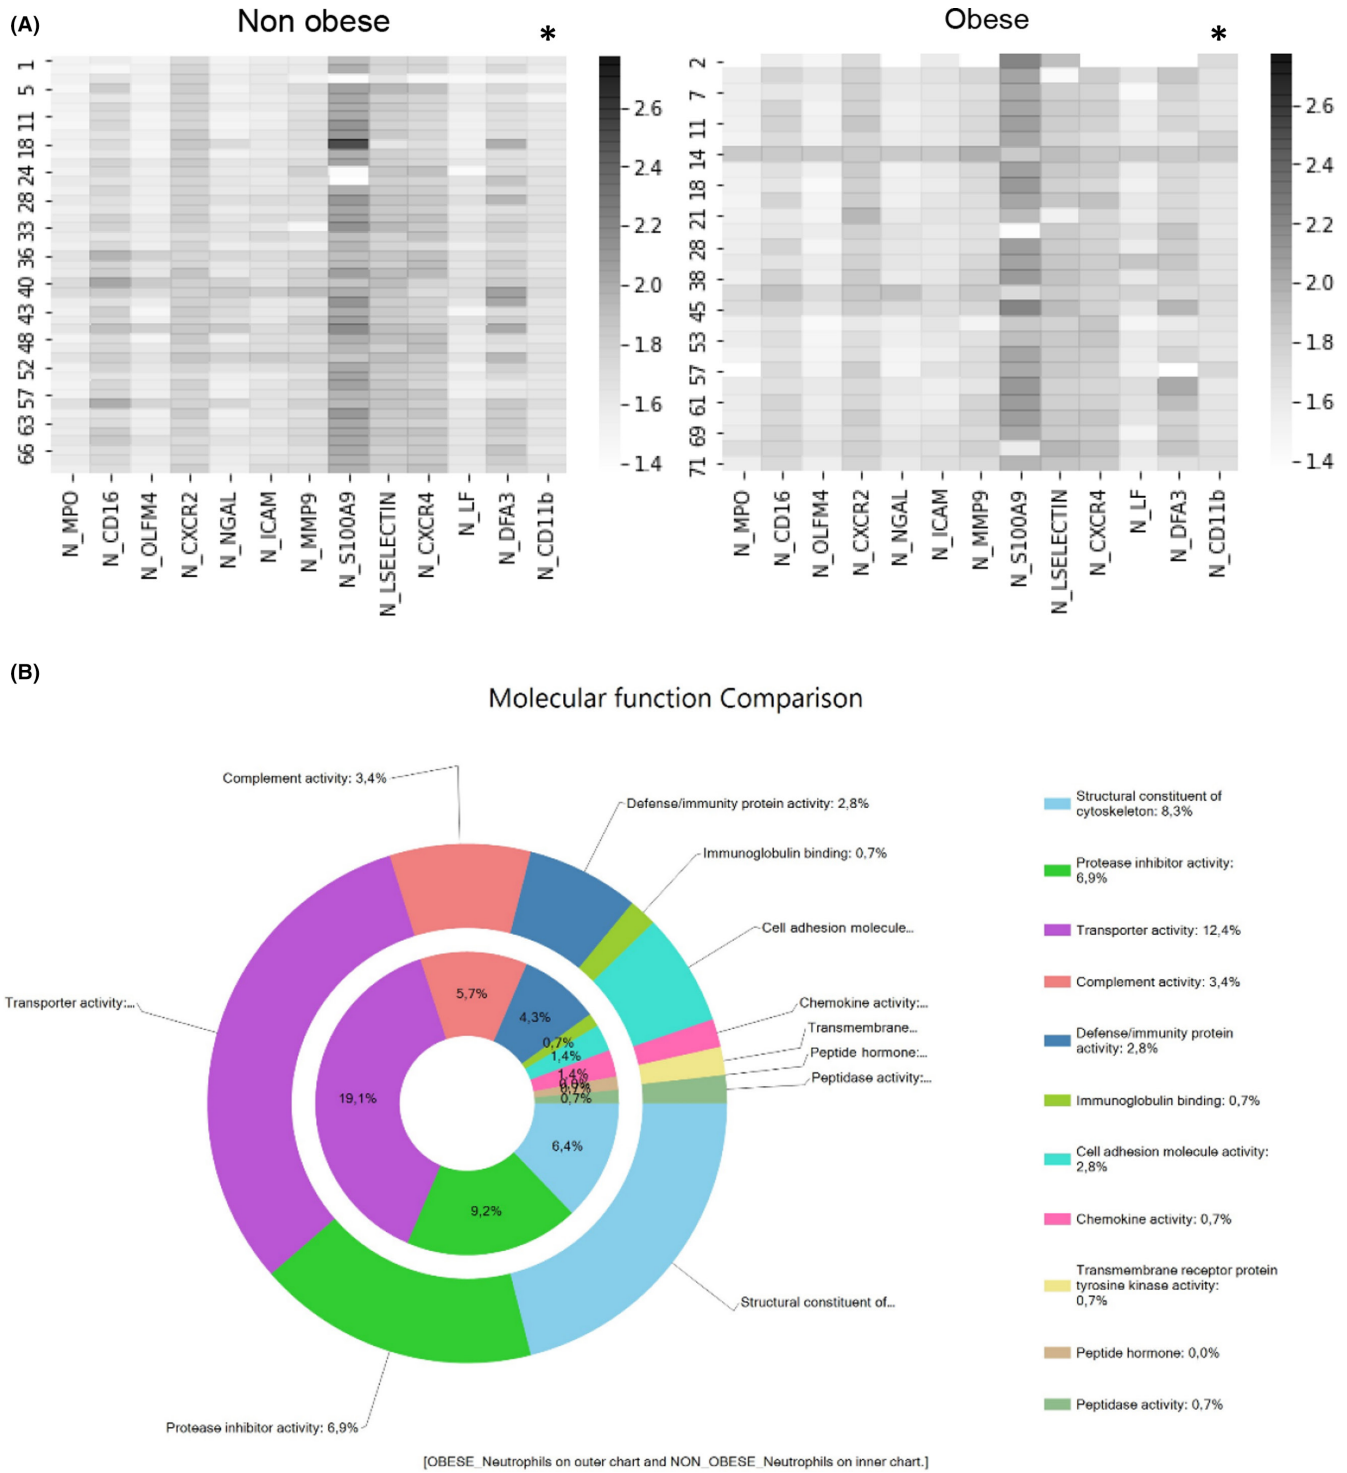 (A)
Non obese
*
Obese
*
1
5
11
18
24
28
33
36
40
43
48
52
57
63
66
2.6
2.4
2.2
2.0
1.8
1.6
1.4
N_MPO
N_CD16
N_OLFM4
N_CXCR2
N_NGAL
N_ICAM
N_MMP9
N_S100A9
N_LSELECTIN
N_CXCR4
N_LF
N_DFA3
N_CD11b
2
7
11
14
18
21
28
38
45
53
57
61
69
71
2.6
2.4
2.2
2.0
1.8
1.6
1.4
N_MPO
N_CD16
N_OLFM4
N_CXCR2
N_NGAL
N_ICAM
N_MMP9
N_S100A9
N_LSELECTIN
N_CXCR4
N_LF
N_DFA3
N_CD11b
(B)
Molecular function Comparison
Complement activity: 3,4%
Defense/immunity protein activity: 2,8%
Immunoglobulin binding: 0,7%
Cell adhesion molecule...
Chemokine activity:...
Transmembrane...
Peptide hormone:...
Peptidase activity:...
Transporter activity:...
Structural constituent of...
Protease inhibitor activity: 6,9%
5,7%
4,3%
0,7%
1,4%
1,4%
0,0%
0,7%
0,7%
19,1%
6,4%
9,2%
Structural constituent of
cytoskeleton: 8,3%
Protease inhibitor activity:
6,9%
Transporter activity: 12,4%
Complement activity: 3,4%
Defense/immunity protein
activity: 2,8%
Immunoglobulin binding: 0,7%
Cell adhesion molecule activity:
2,8%
Chemokine activity: 0,7%
Transmembrane receptor protein
tyrosine kinase activity:
0,7%
Peptide hormone: 0,0%
Peptidase activity: 0,7%
[OBESE_Neutrophils on outer chart and NON_OBESE_Neutrophils on inner chart.]